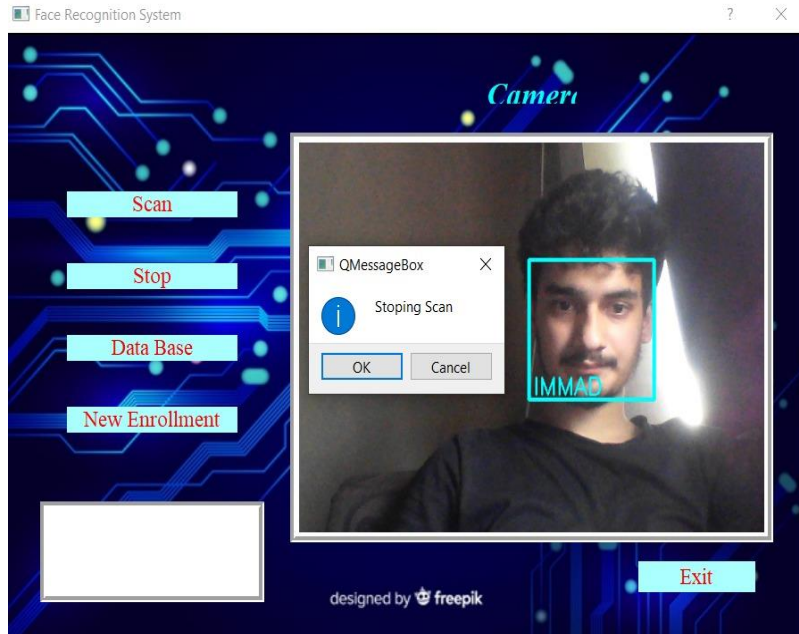 Face Recognition System
Camera
Scan
Stop
Data Base
New Enrollment
QMessageBox
Stoping Scan
OK
Cancel
IMMAD
Exit
designed by freepik